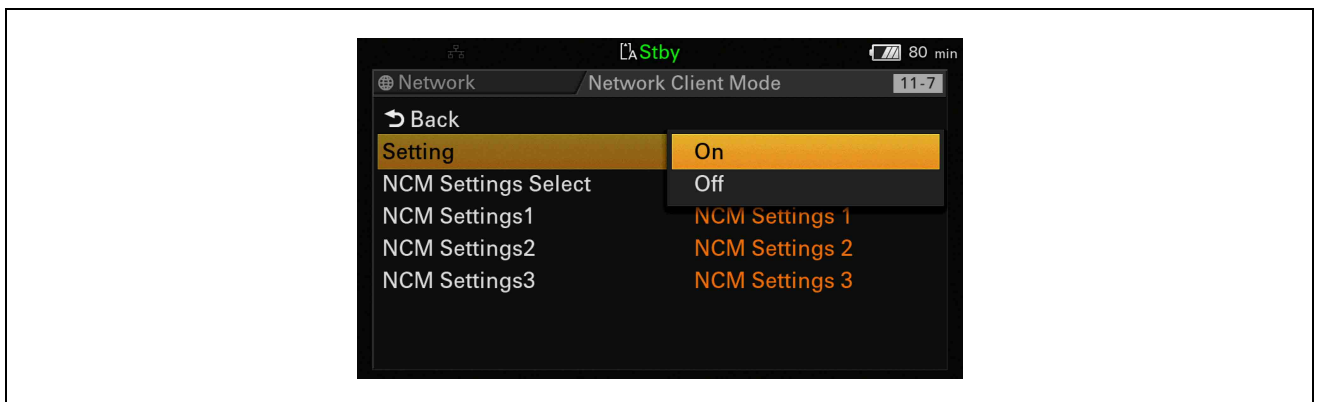 Stby 80 min
Network Network Client Mode 11-7
Back
Setting On
NCM Settings Select Off
NCM Settings1 NCM Settings 1
NCM Settings2 NCM Settings 2
NCM Settings3 NCM Settings 3